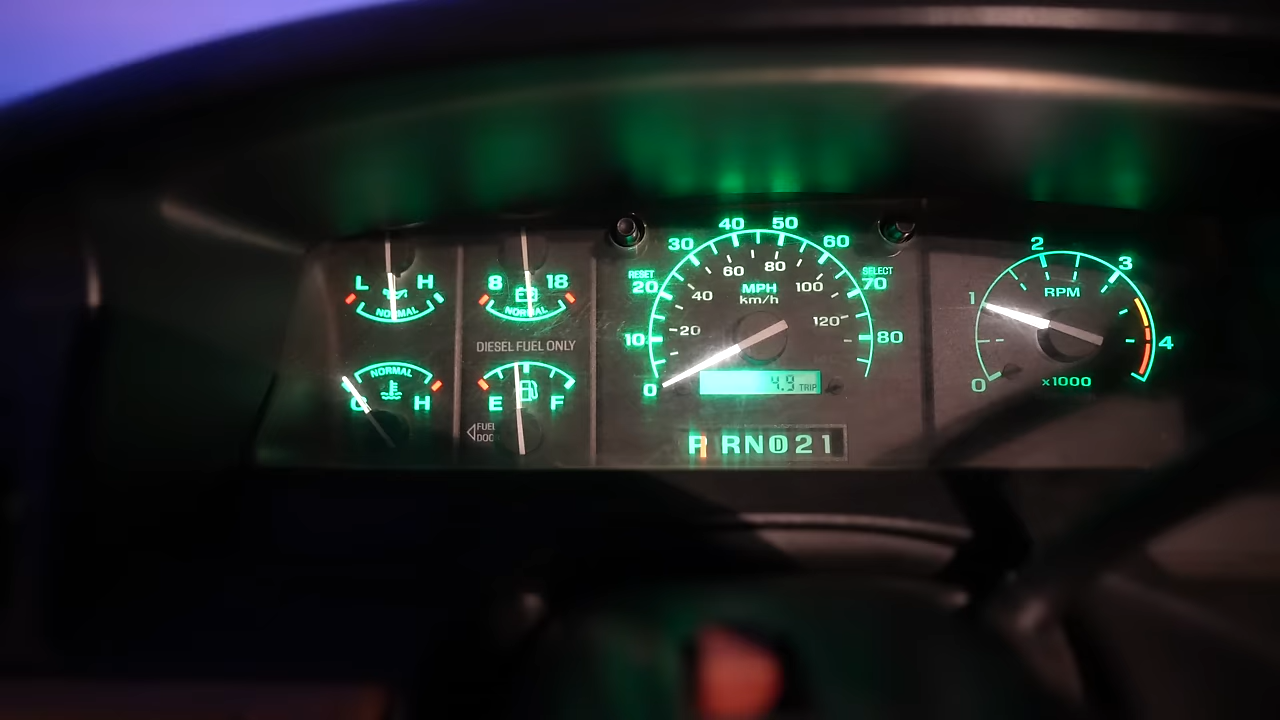 L H
NORMAL
8 18
NORMAL
DIESEL FUEL ONLY
NORMAL
C H
E F
FUEL
RESET
SELECT
0 10 20 30 40 50 60 70 80
20 40 60 80 100 120
MPH
km/h
4.9 TRIP
P R N D 2 1
0 1 2 3 4
RPM
x1000